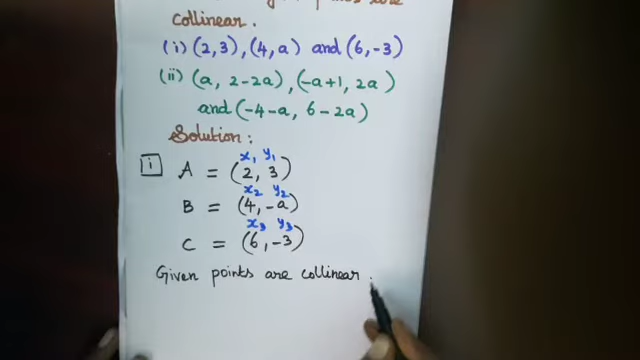 collinear.
(i) (2,3), (4,a) and (6,-3)
(ii) (a, 2-2a), (-a+1, 2a)
and (-4-a, 6-2a)
Solution:
i
x₁ y₁
A = (2, 3)
x₂ y₂
B = (4, -a)
x₃ y₃
C = (6, -3)
Given points are collinear.